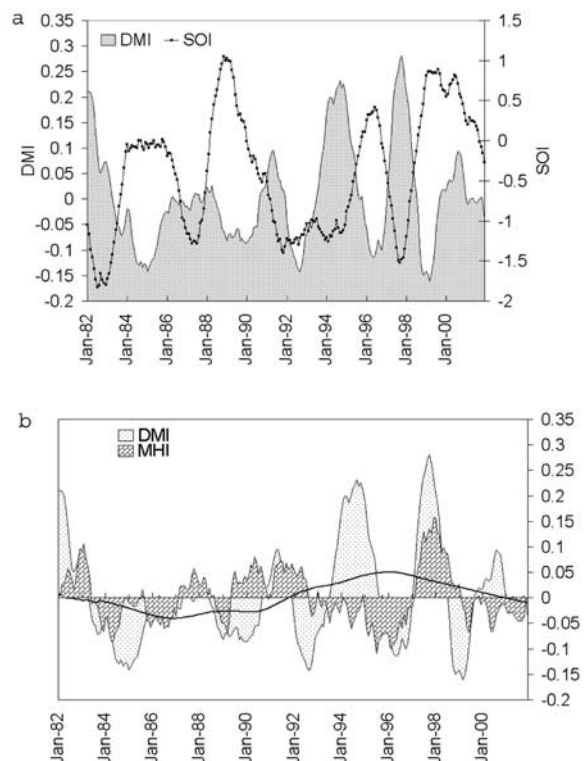 a
DMI SOI
0.35
0.3
0.25
0.2
0.15
0.1
0.05
0
-0.05
-0.1
-0.15
-0.2
DMI
1.5
1
0.5
0
-0.5
-1
-1.5
-2
SOI
Jan-82
Jan-84
Jan-86
Jan-88
Jan-90
Jan-92
Jan-94
Jan-96
Jan-98
Jan-00
b
DMI
MHI
0.35
0.3
0.25
0.2
0.15
0.1
0.05
0
-0.05
-0.1
-0.15
-0.2
Jan-82
Jan-84
Jan-86
Jan-88
Jan-90
Jan-92
Jan-94
Jan-96
Jan-98
Jan-00